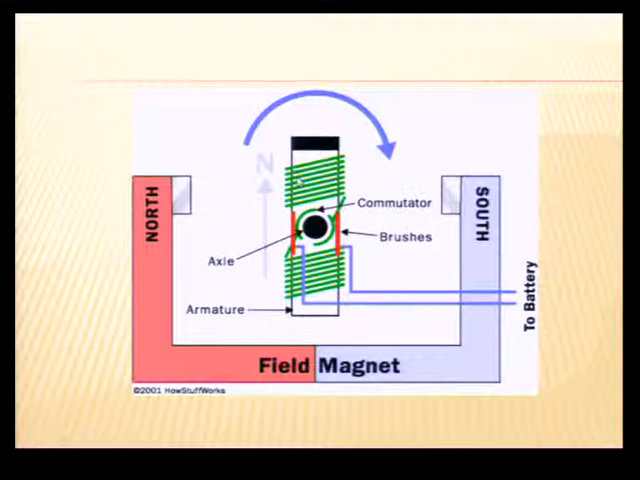 N
NORTH
SOUTH
Commutator
Brushes
Axle
Armature
To Battery
Field Magnet
©2001 HowStuffWorks